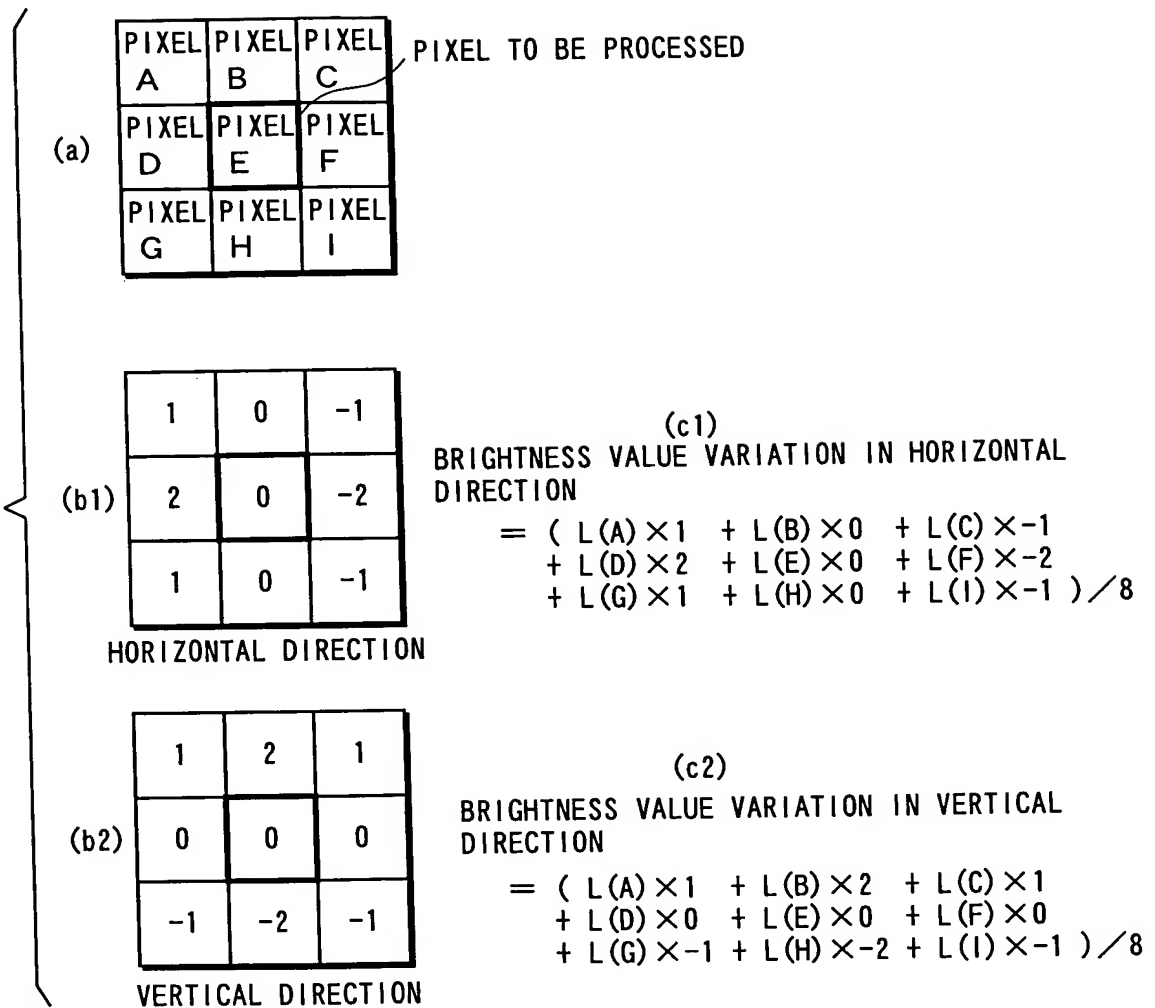 PIXEL PIXEL PIXEL
A B C
PIXEL TO BE PROCESSED
(a)
PIXEL PIXEL PIXEL
D E F
PIXEL PIXEL PIXEL
G H I
(b1)
1 0 -1
2 0 -2
1 0 -1
HORIZONTAL DIRECTION
(c1)
BRIGHTNESS VALUE VARIATION IN HORIZONTAL
DIRECTION
= ( L(A)×1 + L(B)×0 + L(C)×-1
+ L(D)×2 + L(E)×0 + L(F)×-2
+ L(G)×1 + L(H)×0 + L(I)×-1 )/8
(b2)
1 2 1
0 0 0
-1 -2 -1
VERTICAL DIRECTION
(c2)
BRIGHTNESS VALUE VARIATION IN VERTICAL
DIRECTION
= ( L(A)×1 + L(B)×2 + L(C)×1
+ L(D)×0 + L(E)×0 + L(F)×0
+ L(G)×-1 + L(H)×-2 + L(I)×-1 )/8